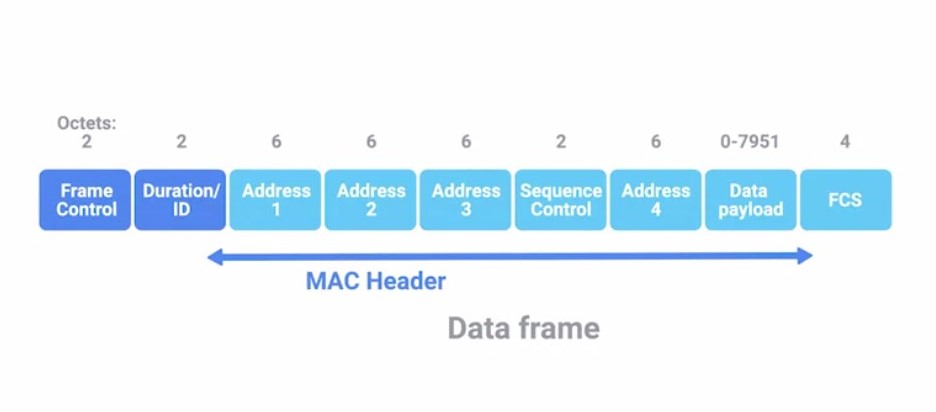 Octets:
2 2 6 6 6 2 6 0-7951 4
Frame Control
Duration/ ID
Address 1
Address 2
Address 3
Sequence Control
Address 4
Data payload
FCS
MAC Header
Data frame